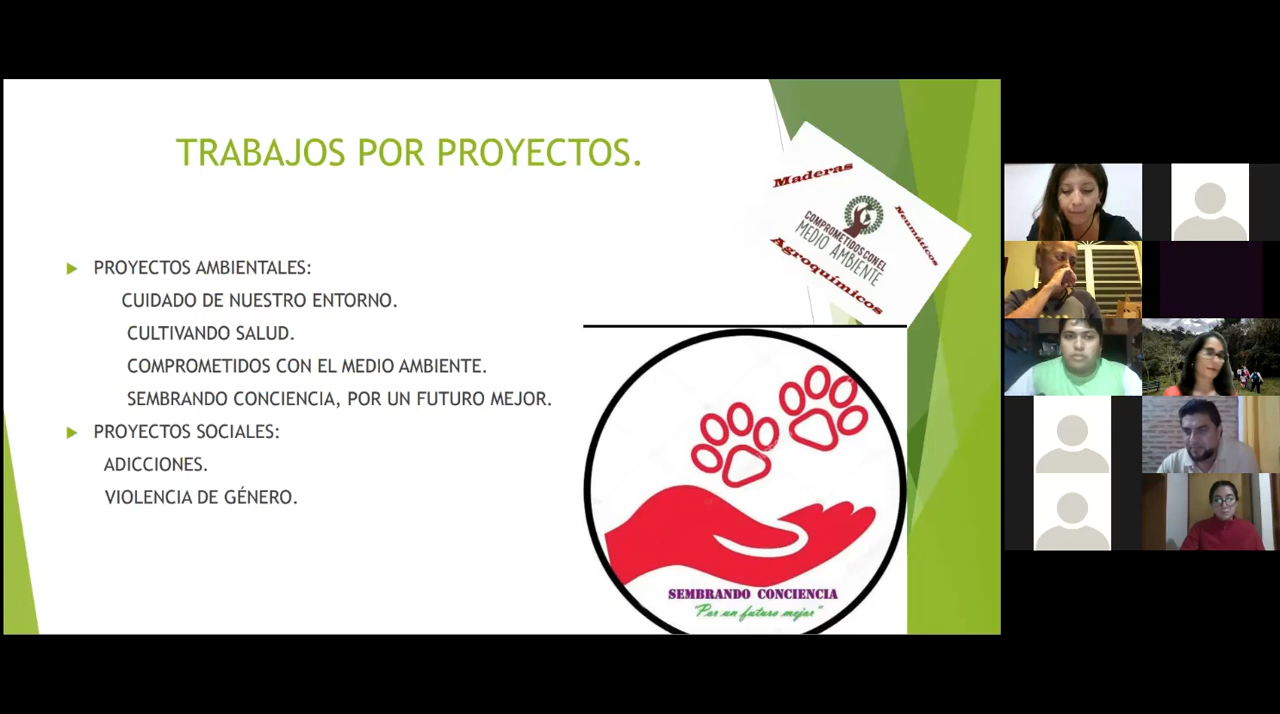 TRABAJOS POR PROYECTOS.
Maderas
Neumáticos
COMPROMETIDOS CON EL
MEDIO AMBIENTE
Agroquímicos
PROYECTOS AMBIENTALES:
CUIDADO DE NUESTRO ENTORNO.
CULTIVANDO SALUD.
COMPROMETIDOS CON EL MEDIO AMBIENTE.
SEMBRANDO CONCIENCIA, POR UN FUTURO MEJOR.
PROYECTOS SOCIALES:
ADICCIONES.
VIOLENCIA DE GÉNERO.
SEMBRANDO CONCIENCIA
"Por un futuro mejor"